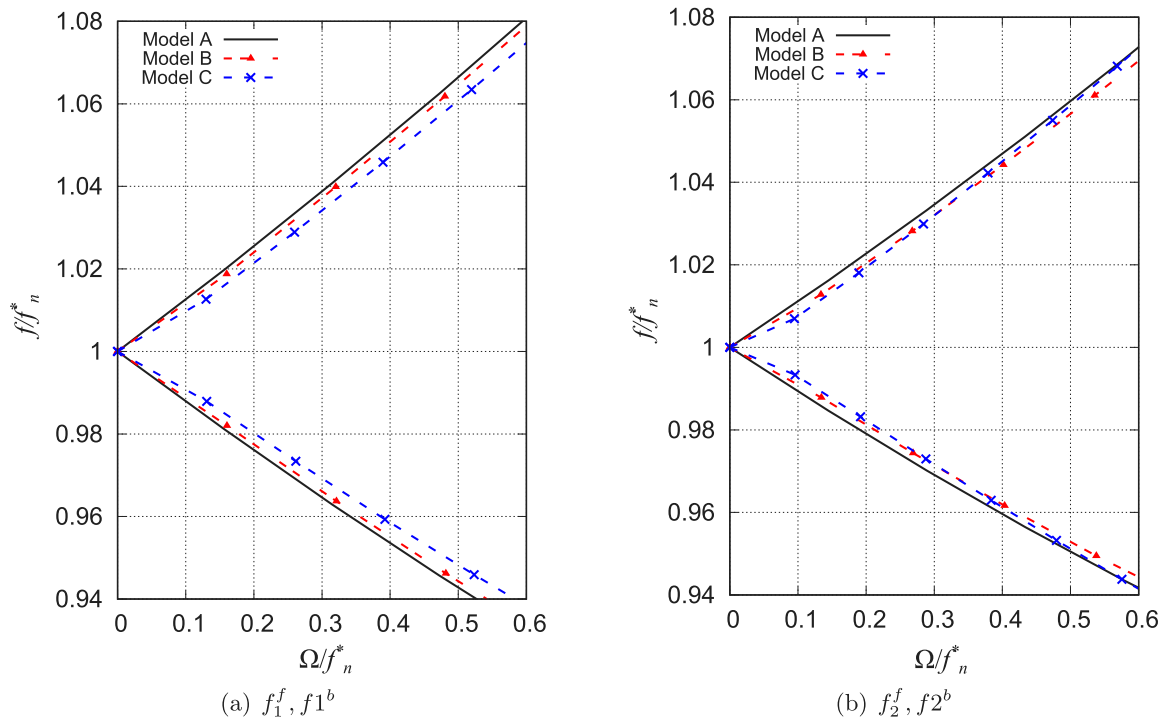 1.08
1.06
1.04
1.02
1
0.98
0.96
0.94
f/f*n
Model A
Model B
Model C
0 0.1 0.2 0.3 0.4 0.5 0.6
Ω/f*n
(a) f₁ᶠ, f1ᵇ
1.08
1.06
1.04
1.02
1
0.98
0.96
0.94
f/f*n
Model A
Model B
Model C
0 0.1 0.2 0.3 0.4 0.5 0.6
Ω/f*n
(b) f₂ᶠ, f2ᵇ